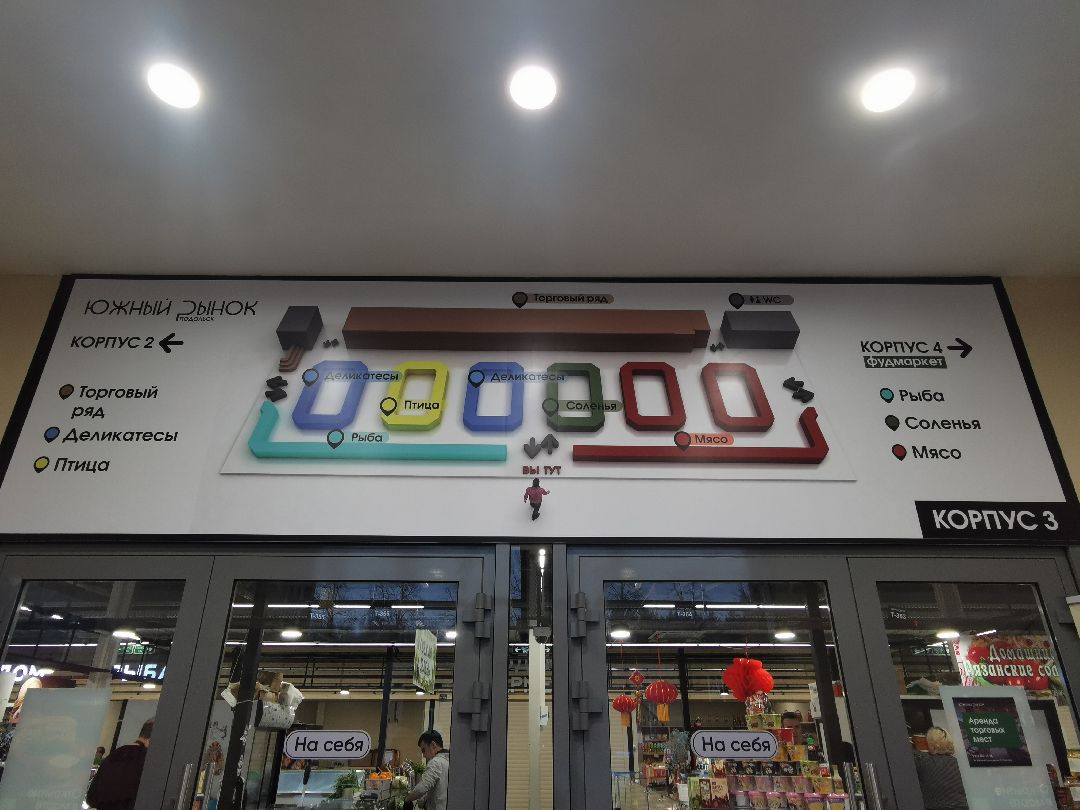 ЮЖНЫЙ РЫНОК
ПОДОЛЬСК
КОРПУС 2
Торговый
ряд
Деликатесы
Птица
Торговый ряд
WC
Деликатесы
Деликатесы
Птица
Соленья
Рыба
Мясо
ВЫ ТУТ
КОРПУС 4
фудмаркет
Рыба
Соленья
Мясо
КОРПУС 3
На себя
На себя
Домашние
Аренда
торговых
мест